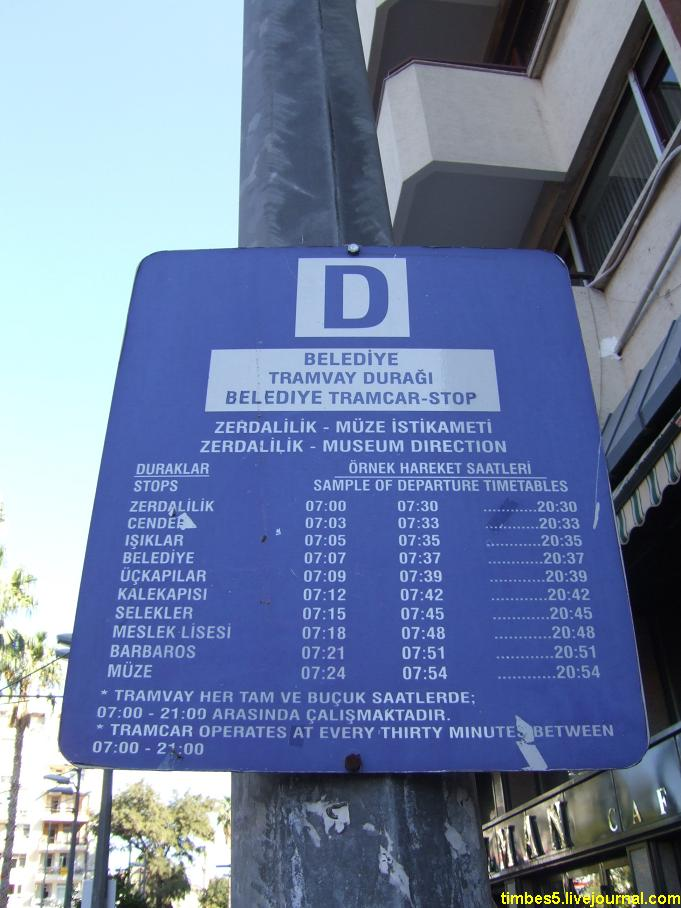 D
BELEDİYE
TRAMVAY DURAĞI
BELEDIYE TRAMCAR-STOP
ZERDALİLİK - MÜZE İSTİKAMETİ
ZERDALILIK - MUSEUM DIRECTION
DURAKLAR ÖRNEK HAREKET SAATLERİ
STOPS SAMPLE OF DEPARTURE TIMETABLES
ZERDALİLİK 07:00 07:30 ............20:30
CENDER 07:03 07:33 ............20:33
IŞIKLAR 07:05 07:35 ............20:35
BELEDİYE 07:07 07:37 ............20:37
ÜÇKAPILAR 07:09 07:39 ............20:39
KALEKAPISI 07:12 07:42 ............20:42
SELEKLER 07:15 07:45 ............20:45
MESLEK LİSESİ 07:18 07:48 ............20:48
BARBAROS 07:21 07:51 ............20:51
MÜZE 07:24 07:54 ............20:54
* TRAMVAY HER TAM VE BUÇUK SAATLERDE;
07:00 - 21:00 ARASINDA ÇALIŞMAKTADIR.
* TRAMCAR OPERATES AT EVERY THIRTY MINUTES BETWEEN
07:00 - 21:00
MAN CAF
timbes5.livejournal.com